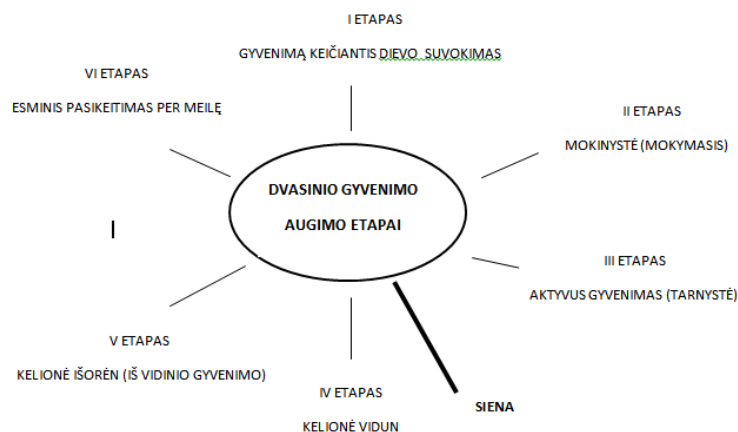 I ETAPAS
GYVENIMĄ KEIČIANTIS DIEVO SUVOKIMAS
VI ETAPAS
ESMINIS PASIKEITIMAS PER MEILĘ
II ETAPAS
MOKINYSTĖ (MOKYMASIS)
DVASINIO GYVENIMO
AUGIMO ETAPAI
III ETAPAS
AKTYVUS GYVENIMAS (TARNYSTĖ)
V ETAPAS
KELIONĖ IŠORĖN (IŠ VIDINIO GYVENIMO)
IV ETAPAS
KELIONĖ VIDUN
SIENA